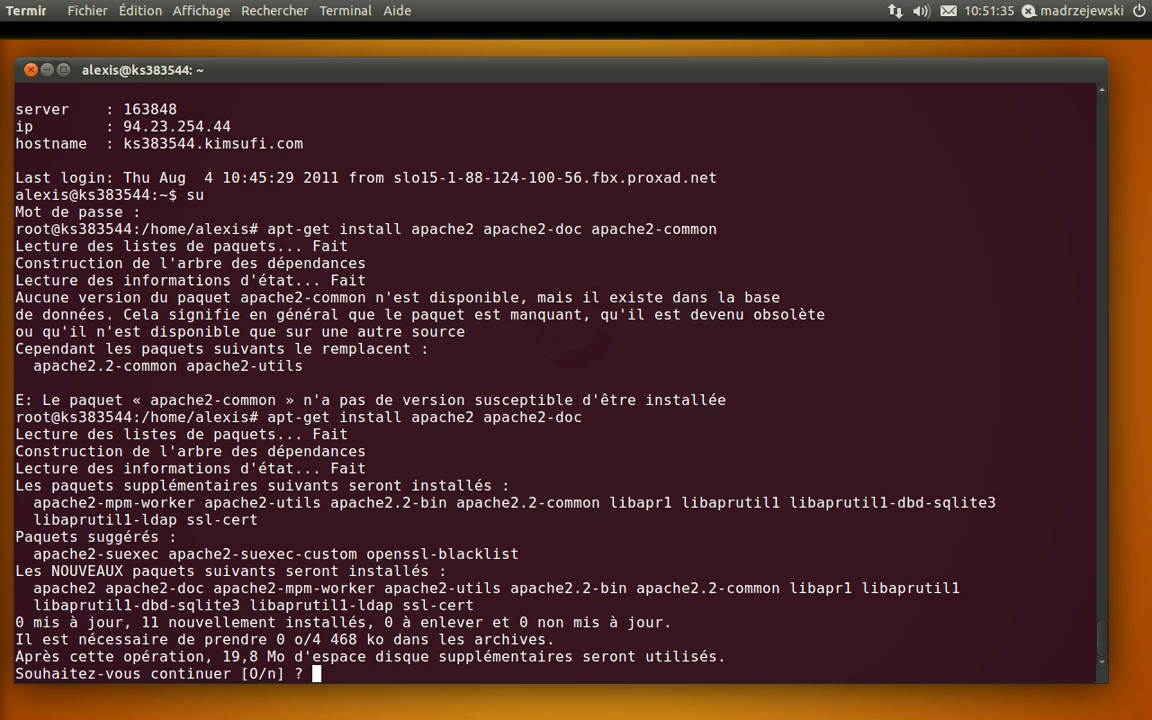 Termir Fichier Édition Affichage Rechercher Terminal Aide 10:51:35 madrzejewski
alexis@ks383544: ~
server    : 163848
ip        : 94.23.254.44
hostname  : ks383544.kimsufi.com
Last login: Thu Aug  4 10:45:29 2011 from slo15-1-88-124-100-56.fbx.proxad.net
alexis@ks383544:~$ su
Mot de passe :
root@ks383544:/home/alexis# apt-get install apache2 apache2-doc apache2-common
Lecture des listes de paquets... Fait
Construction de l'arbre des dépendances
Lecture des informations d'état... Fait
Aucune version du paquet apache2-common n'est disponible, mais il existe dans la base
de données. Cela signifie en général que le paquet est manquant, qu'il est devenu obsolète
ou qu'il n'est disponible que sur une autre source
Cependant les paquets suivants le remplacent :
  apache2.2-common apache2-utils
E: Le paquet « apache2-common » n'a pas de version susceptible d'être installée
root@ks383544:/home/alexis# apt-get install apache2 apache2-doc
Lecture des listes de paquets... Fait
Construction de l'arbre des dépendances
Lecture des informations d'état... Fait
Les paquets supplémentaires suivants seront installés :
  apache2-mpm-worker apache2-utils apache2.2-bin apache2.2-common libapr1 libaprutil1 libaprutil1-dbd-sqlite3
  libaprutil1-ldap ssl-cert
Paquets suggérés :
  apache2-suexec apache2-suexec-custom openssl-blacklist
Les NOUVEAUX paquets suivants seront installés :
  apache2 apache2-doc apache2-mpm-worker apache2-utils apache2.2-bin apache2.2-common libapr1 libaprutil1
  libaprutil1-dbd-sqlite3 libaprutil1-ldap ssl-cert
0 mis à jour, 11 nouvellement installés, 0 à enlever et 0 non mis à jour.
Il est nécessaire de prendre 0 o/4 468 ko dans les archives.
Après cette opération, 19,8 Mo d'espace disque supplémentaires seront utilisés.
Souhaitez-vous continuer [O/n] ?